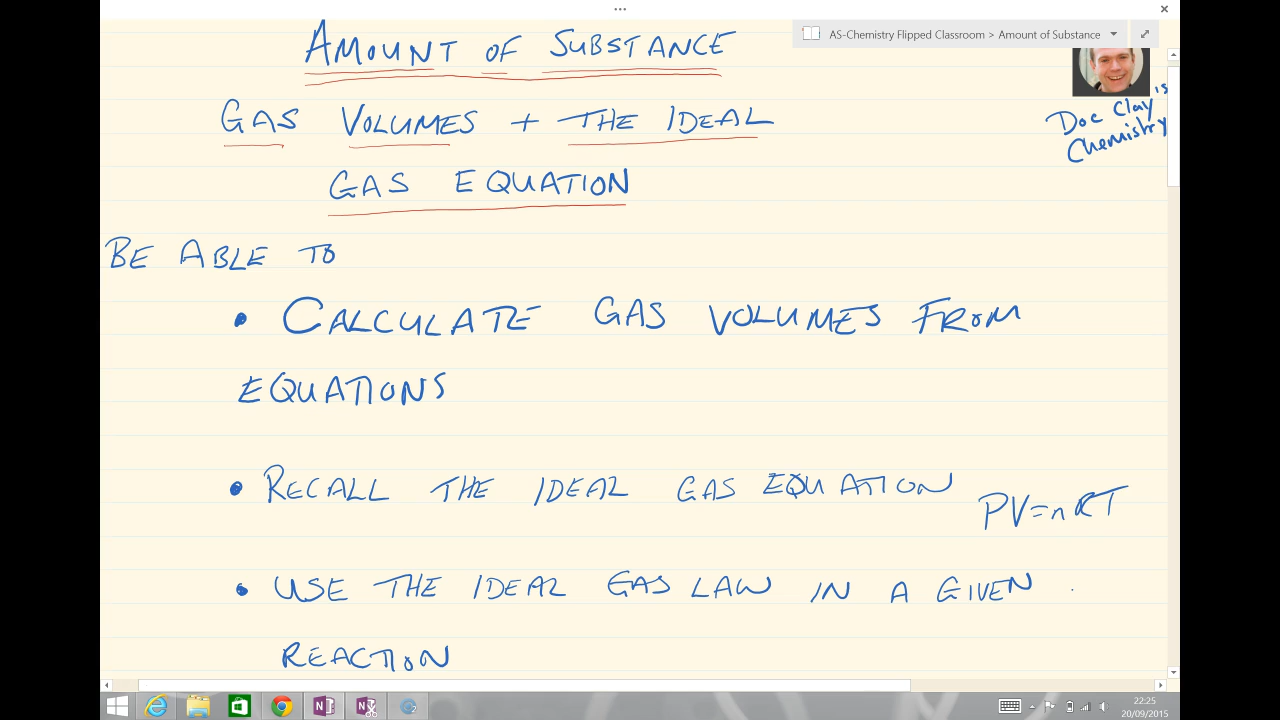 AS-Chemistry Flipped Classroom > Amount of Substance
AMOUNT OF SUBSTANCE
GAS VOLUMES + THE IDEAL
GAS EQUATION
Doc Clay's
Chemistry
BE ABLE TO
• CALCULATE GAS VOLUMES FROM
EQUATIONS
• RECALL THE IDEAL GAS EQUATION PV=nRT
• USE THE IDEAL GAS LAW IN A GIVEN
REACTION
22:25
20/09/2015